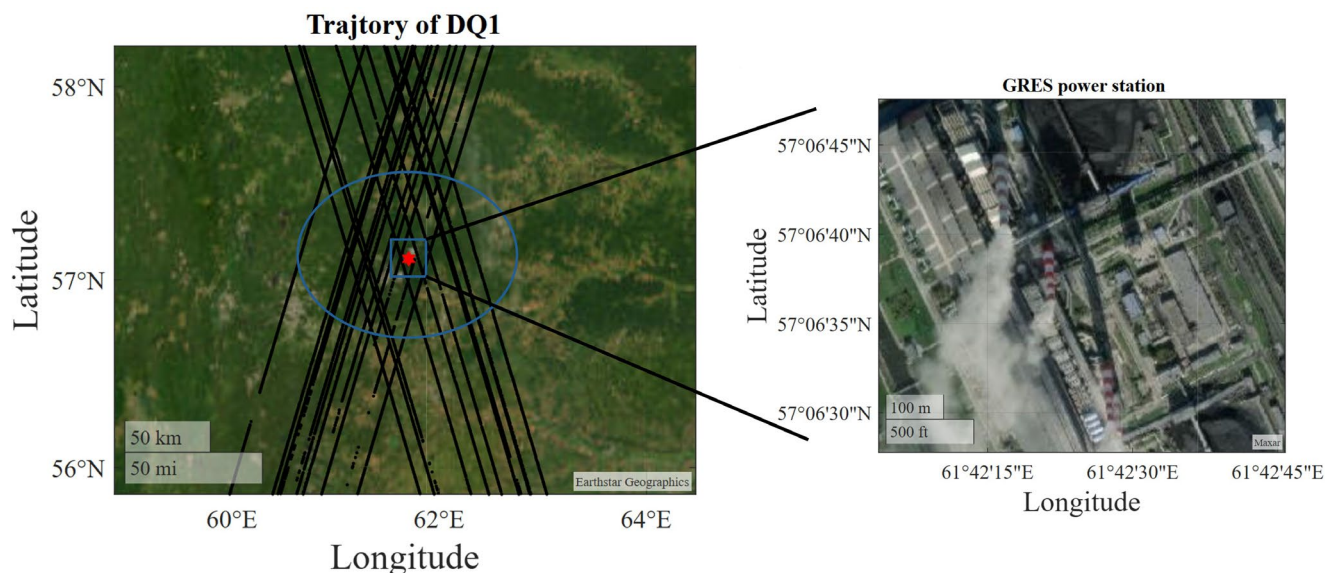 Trajtory of DQ1
58°N
57°N
56°N
Latitude
50 km
50 mi
Earthstar Geographics
60°E
62°E
64°E
Longitude
GRES power station
57°06'45"N
57°06'40"N
57°06'35"N
57°06'30"N
Latitude
100 m
500 ft
Maxar
61°42'15"E
61°42'30"E
61°42'45"E
Longitude